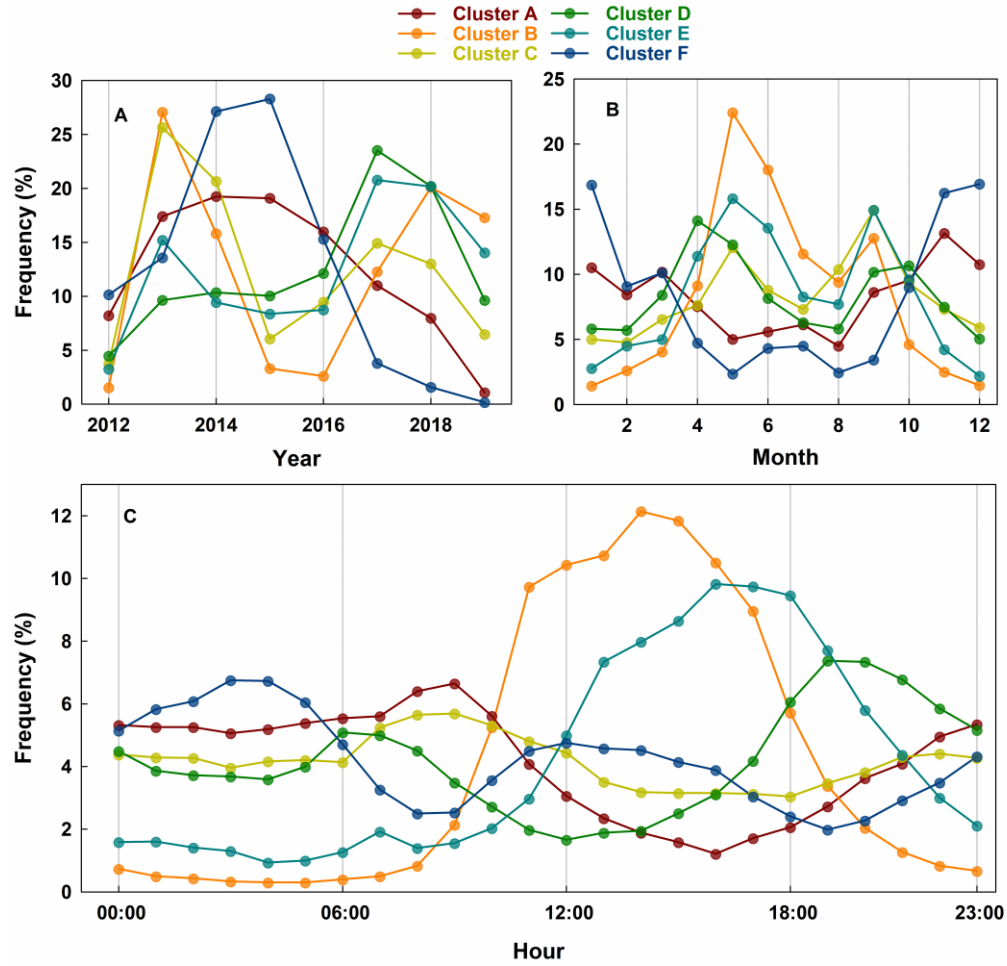 Cluster A Cluster D
Cluster B Cluster E
Cluster C Cluster F
A
30
25
20
15
10
5
0
Frequency (%)
2012 2014 2016 2018
Year
B
25
20
15
10
5
0
2 4 6 8 10 12
Month
C
12
10
8
6
4
2
0
Frequency (%)
00:00 06:00 12:00 18:00 23:00
Hour